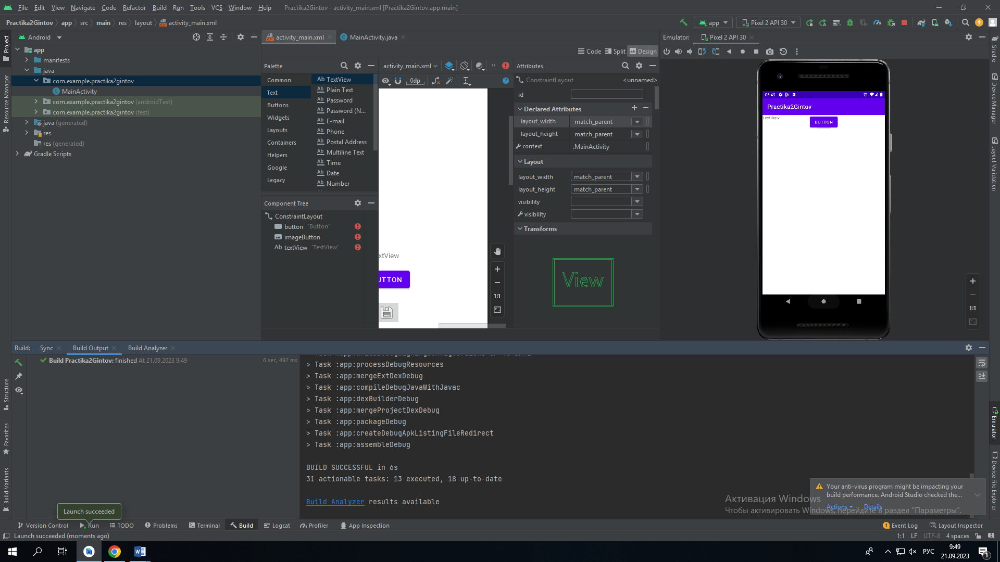 File Edit View Navigate Code Refactor Build Run Tools VCS Window Help Practika2Gintov - activity_main.xml [Practika2Gintov.app.main]
Practika2Gintov app src main res layout activity_main.xml
app Pixel 2 API 30
Android
activity_main.xml MainActivity.java
Emulator: Pixel 2 API 30
Project
Resource Manager
Structure
Favorites
Build Variants
app
manifests
java
com.example.practika2gintov
MainActivity
com.example.practika2gintov (androidTest)
com.example.practika2gintov (test)
java (generated)
res
res (generated)
Gradle Scripts
Code Split Design
Palette
Common
Text
Buttons
Widgets
Layouts
Containers
Helpers
Google
Legacy
Ab TextView
Ab Plain Text
Ab Password
Ab Password (N...
Ab E-mail
Ab Phone
Ab Postal Address
Ab Multiline Text
Ab Time
Ab Date
Ab Number
Component Tree
ConstraintLayout
button "Button"
imageButton
Ab textView "TextView"
activity_main.xml
0dp
xtView
UTTON
1:1
Attributes
ConstraintLayout <unnamed>
id
Declared Attributes
layout_width match_parent
layout_height match_parent
context .MainActivity
Layout
layout_width match_parent
layout_height match_parent
visibility
visibility
Transforms
View
06:49
Practika2Gintov
TextView
BUTTON
1:1
Gradle
Device Manager
Layout Validation
Emulator
Device File Explorer
Build: Sync Build Output Build Analyzer
Build Practika2Gintov: finished At 21.09.2023 9:49 6 sec, 492 ms
> Task :app:processDebugResources
> Task :app:mergeExtDexDebug
> Task :app:compileDebugJavaWithJavac
> Task :app:dexBuilderDebug
> Task :app:mergeProjectDexDebug
> Task :app:packageDebug
> Task :app:createDebugApkListingFileRedirect
> Task :app:assembleDebug
BUILD SUCCESSFUL in 6s
31 actionable tasks: 13 executed, 18 up-to-date
Build Analyzer results available
Your anti-virus program might be impacting your
build performance. Android Studio checked the...
Actions Details
Активация Windows
Чтобы активировать Windows, перейдите в раздел "Параметры".
Launch succeeded
Version Control Run TODO Problems Terminal Build Logcat Profiler App Inspection 1 Event Log Layout Inspector
Launch succeeded (moments ago) 1:1 LF UTF-8 4 spaces
РУС 9:49
21.09.2023 1